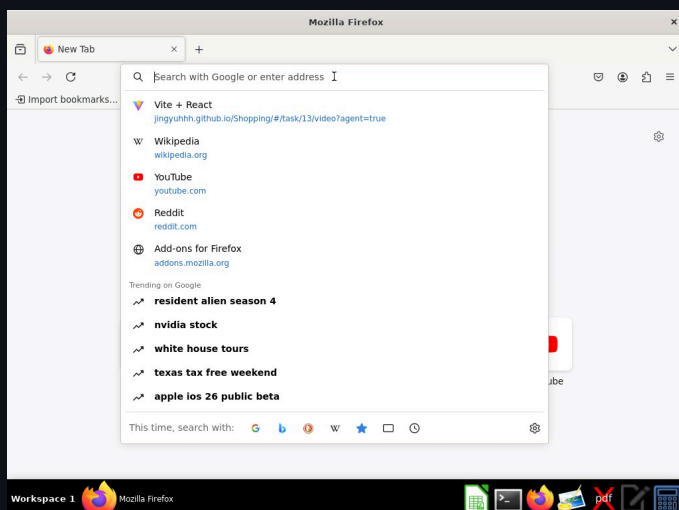 Mozilla Firefox
New Tab
Search with Google or enter address
Import bookmarks...
Vite + React
jingyuhhh.github.io/Shopping/#/task/13/video?agent=true
Wikipedia
wikipedia.org
YouTube
youtube.com
Reddit
reddit.com
Add-ons for Firefox
addons.mozilla.org
Trending on Google
resident alien season 4
nvidia stock
white house tours
texas tax free weekend
apple ios 26 public beta
ube
This time, search with:
Workspace 1
Mozilla Firefox
pdf